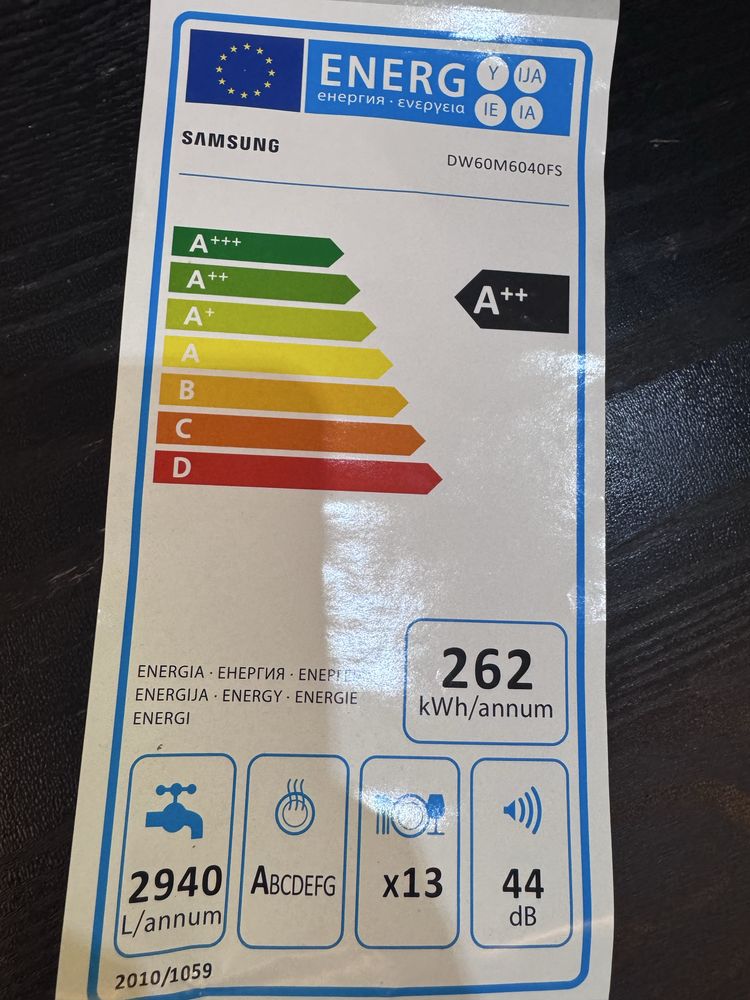 ENERG Y IJA
енергия · ενεργεια IE IA
SAMSUNG
DW60M6040FS
A+++
A++
A++
A+
A
B
C
D
262
kWh/annum
ENERGIA · ЕНЕРГИЯ ·
ENERGIJA · ENERGY · ENERGIE
ENERGI
2940
L/annum
ABCDEFG
x13
44
dB
2010/1059